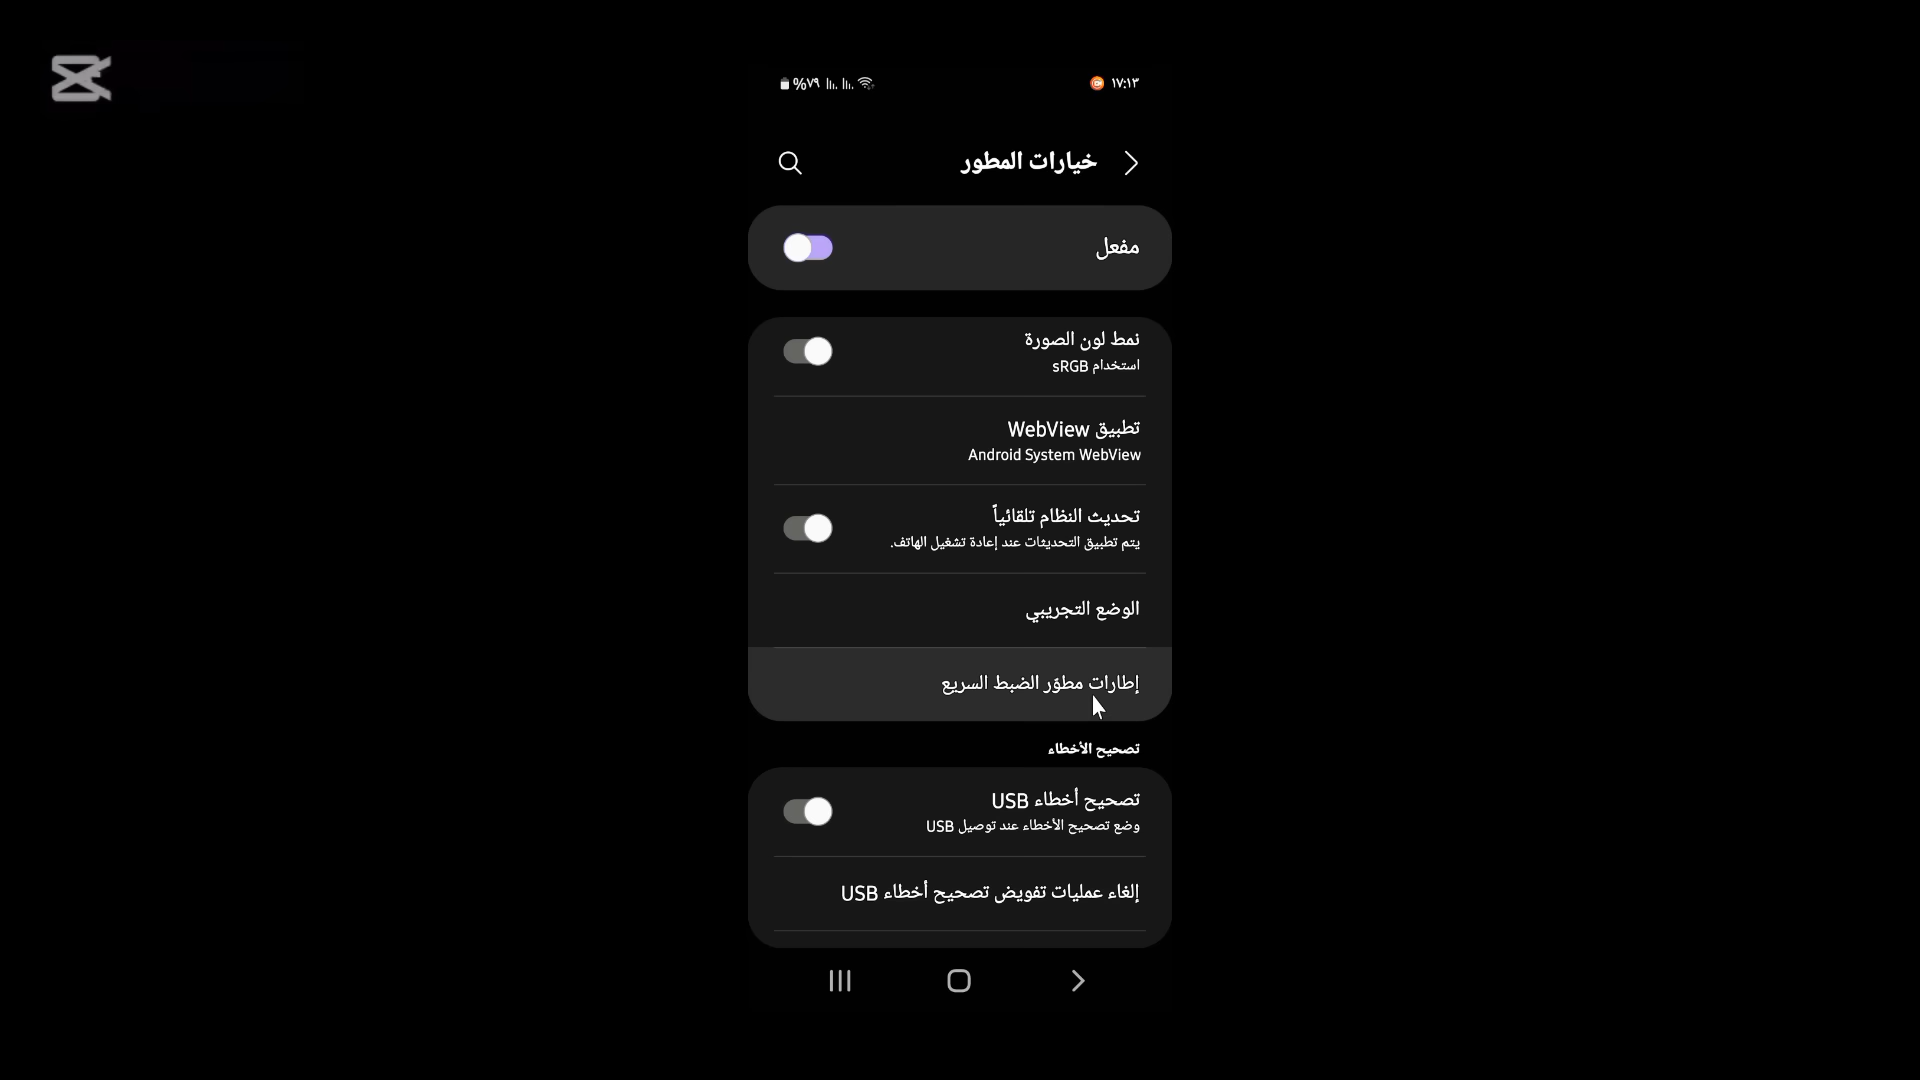 ١٧:١٣ %٧٩
خيارات المطور
مفعل
نمط لون الصورة
استخدام sRGB
تطبيق WebView
Android System WebView
تحديث النظام تلقائياً
يتم تطبيق التحديثات عند إعادة تشغيل الهاتف.
الوضع التجريبي
إطارات مطوّر الضبط السريع
تصحيح الأخطاء
تصحيح أخطاء USB
وضع تصحيح الأخطاء عند توصيل USB
إلغاء عمليات تفويض تصحيح أخطاء USB